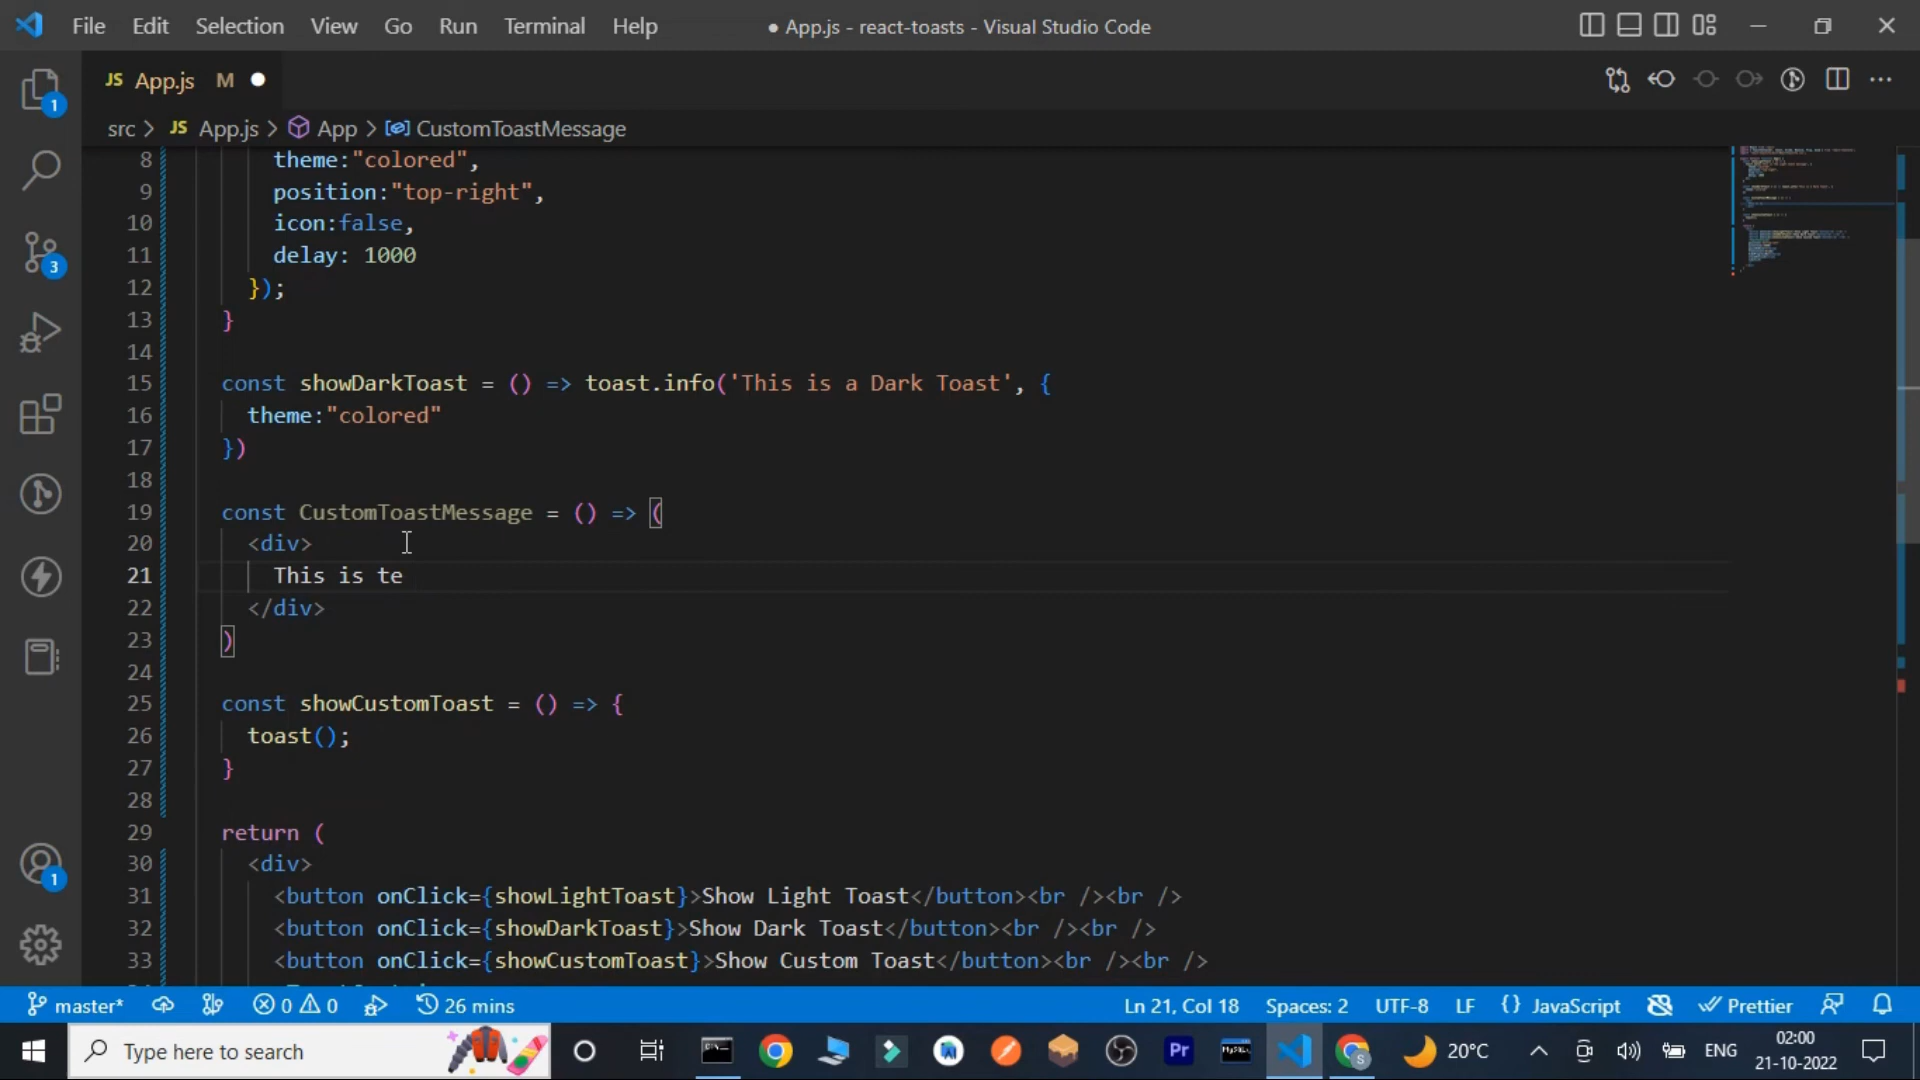 File Edit Selection View Go Run Terminal Help
● App.js - react-toasts - Visual Studio Code
JS App.js M
src > JS App.js > App > CustomToastMessage
8 theme:"colored",
9 position:"top-right",
10 icon:false,
11 delay: 1000
12 });
13 }
14
15 const showDarkToast = () => toast.info('This is a Dark Toast', {
16 theme:"colored"
17 })
18
19 const CustomToastMessage = () => (
20 <div>
21 This is te
22 </div>
23 )
24
25 const showCustomToast = () => {
26 toast();
27 }
28
29 return (
30 <div>
31 <button onClick={showLightToast}>Show Light Toast</button><br /><br />
32 <button onClick={showDarkToast}>Show Dark Toast</button><br /><br />
33 <button onClick={showCustomToast}>Show Custom Toast</button><br /><br />
1
3
1
master* 0 0 26 mins Ln 21, Col 18 Spaces: 2 UTF-8 LF {} JavaScript Prettier
Type here to search
Pr
MySQL
S
20°C
ENG
02:00
21-10-2022